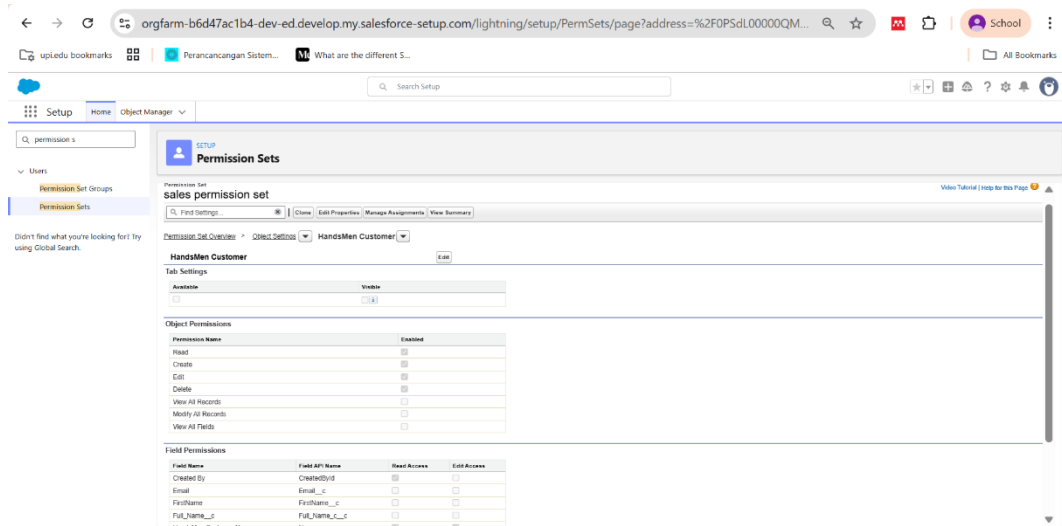 orgfarm-b6d47ac1b4-dev-ed.develop.my.salesforce-setup.com/lightning/setup/PermSets/page?address=%2F0PSdL00000QM...
School
upi.edu bookmarks
Perancancangan Sistem...
What are the different S...
All Bookmarks
Search Setup
Setup
Home
Object Manager
permission s
Users
Permission Set Groups
Permission Sets
Didn't find what you're looking for? Try
using Global Search.
SETUP
Permission Sets
Permission Set
sales permission set
Video Tutorial | Help for this Page
Find Settings...
Clone
Edit Properties
Manage Assignments
View Summary
Permission Set Overview > Object Settings HandsMen Customer
HandsMen Customer
Edit
Tab Settings
Available Visible
Object Permissions
Permission Name Enabled
Read
Create
Edit
Delete
View All Records
Modify All Records
View All Fields
Field Permissions
Field Name Field API Name Read Access Edit Access
Created By CreatedById
Email Email__c
FirstName FirstName__c
Full_Name__c Full_Name_c__c